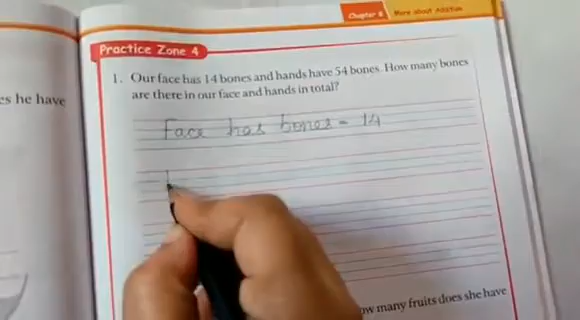 Chapter 8 More about Addition
Practice Zone 4
1. Our face has 14 bones and hands have 54 bones. How many bones
are there in our face and hands in total?
es he have
Face has bones = 14
ow many fruits does she have